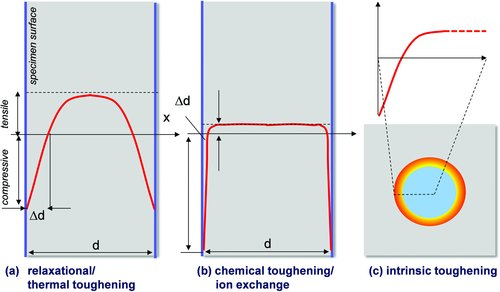 specimen surface
tensile
compressive
x
Δd
d
Δd
d
(a) relaxational/
thermal toughening
(b) chemical toughening/
ion exchange
(c) intrinsic toughening